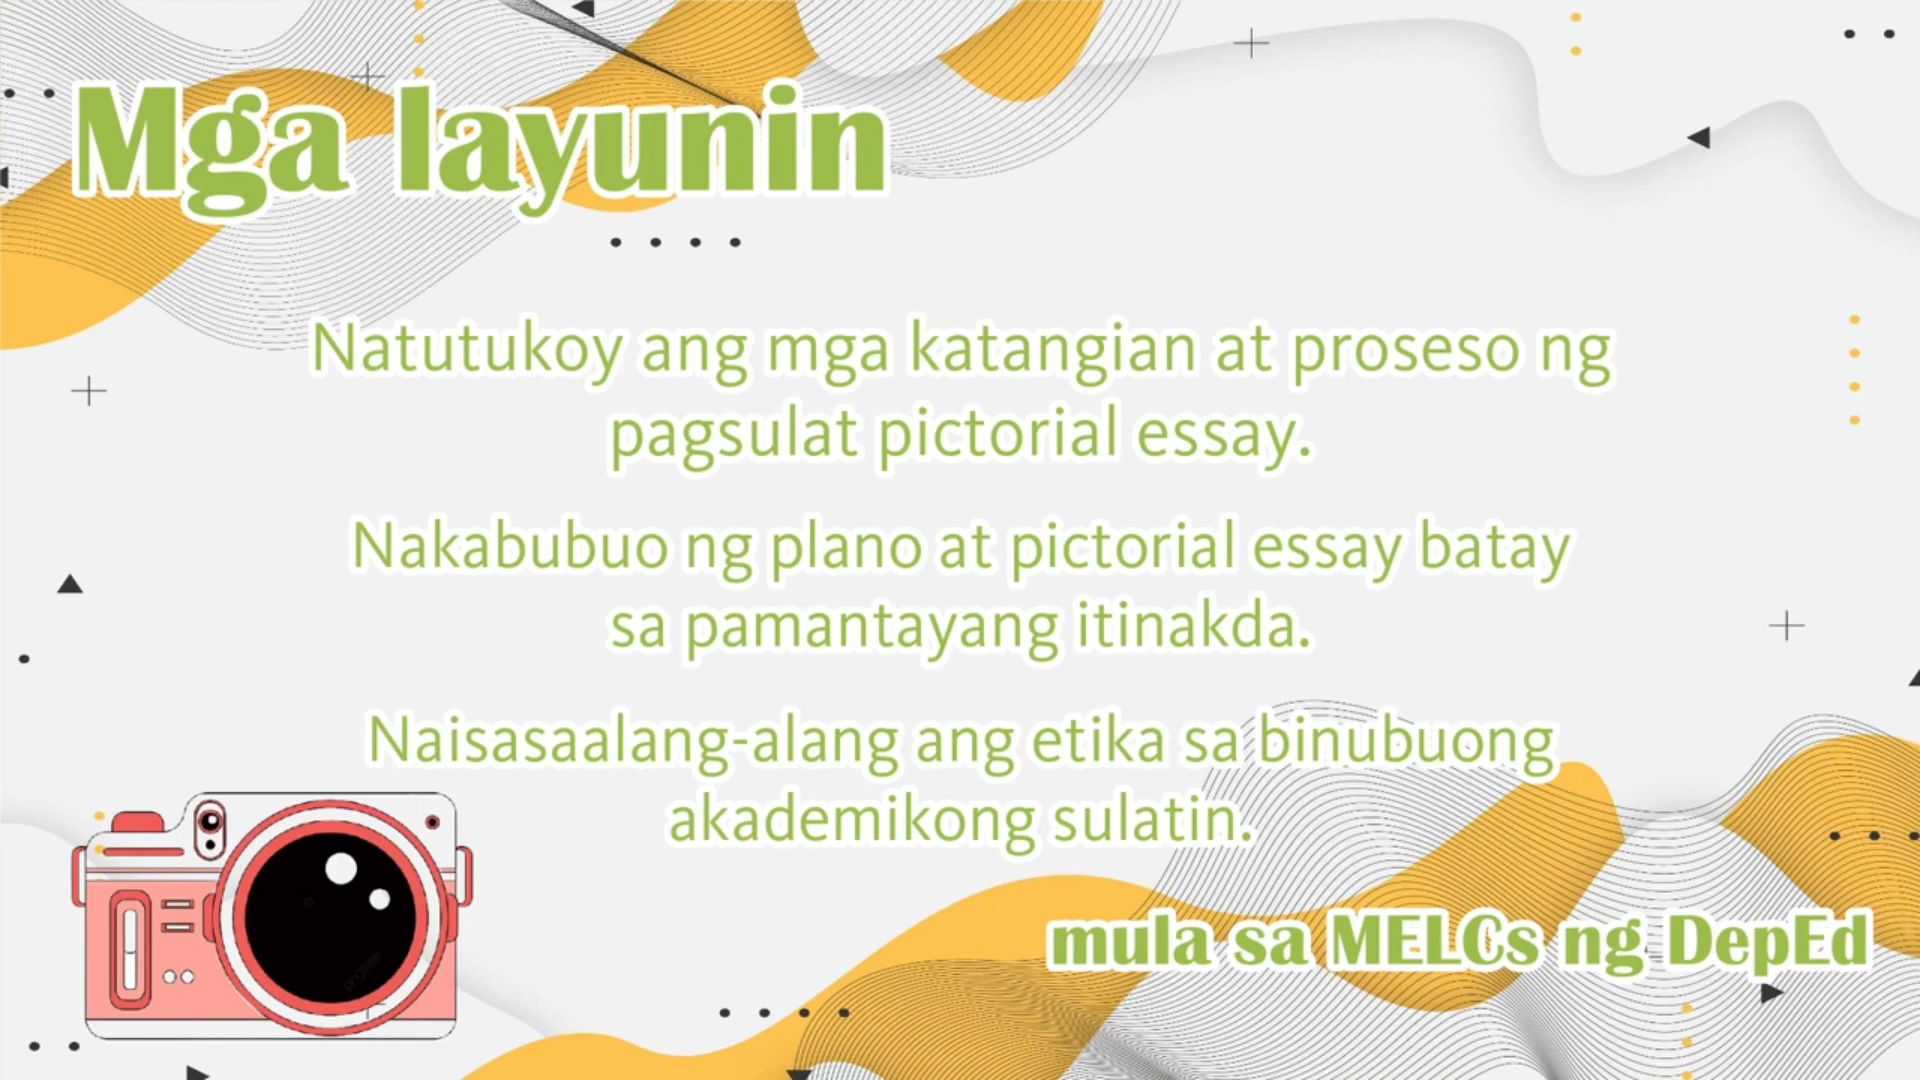 Mga layunin
Natutukoy ang mga katangian at proseso ng
pagsulat pictorial essay.
Nakabubuo ng plano at pictorial essay batay
sa pamantayang itinakda.
Naisasaalang-alang ang etika sa binubuong
akademikong sulatin.
mula sa MELCs ng DepEd